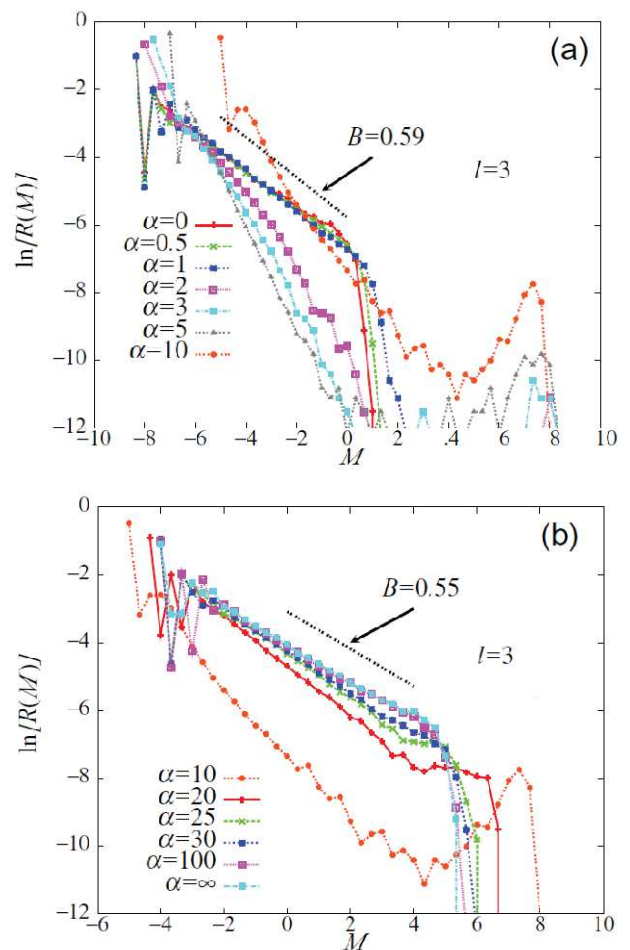 (a)
B=0.59
l=3
ln[R(M)]
α=0
α=0.5
α=1
α=2
α=3
α=5
α−10
0
−2
−4
−6
−8
−10
−12
−10 −8 −6 −4 −2 0 2 .4 6 8 10
M
(b)
B=0.55
l=3
ln[R(M)]
α=10
α=20
α=25
α=30
α=100
α=∞
0
−2
−4
−6
−8
−10
−12
−6 −4 −2 0 2 4 6 8 10
M